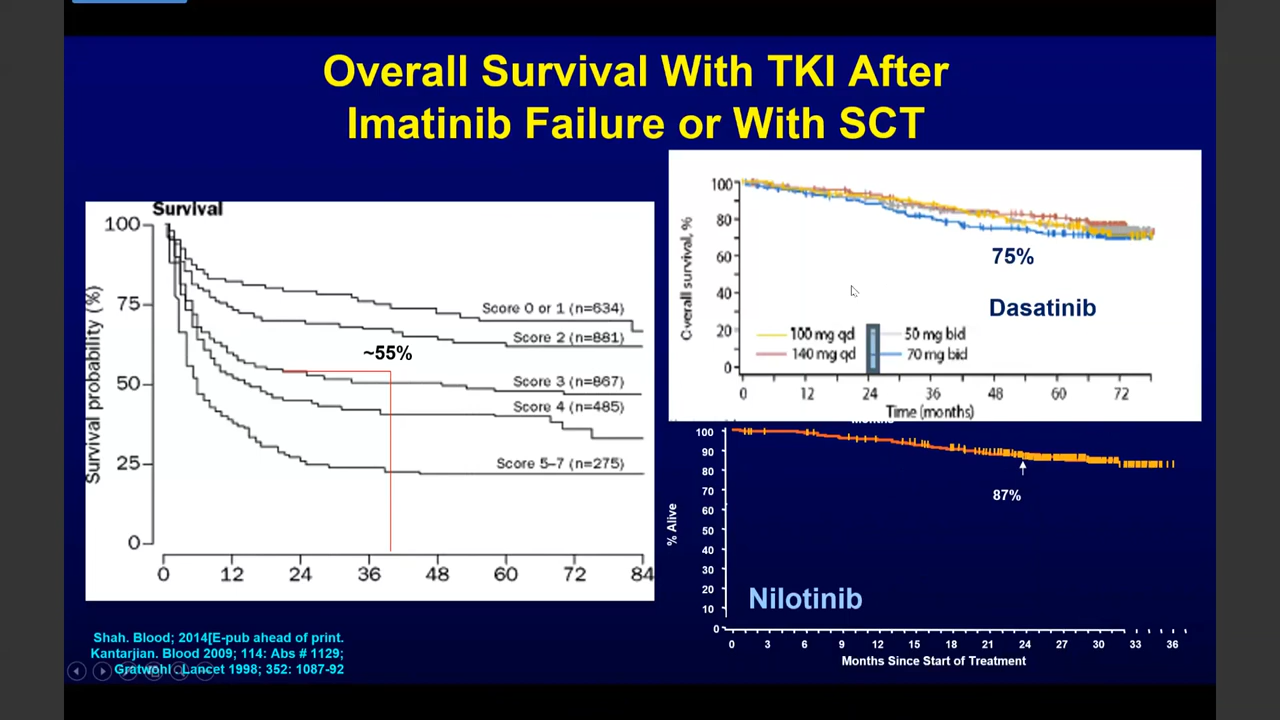 Overall Survival With TKI After
Imatinib Failure or With SCT
Survival
Survival probability (%)
100
75
50
25
0
0 12 24 36 48 60 72 84
Score 0 or 1 (n=634)
Score 2 (n=881)
~55%
Score 3 (n=867)
Score 4 (n=485)
Score 5–7 (n=275)
Overall survival, %
100
80
60
40
20
0
75%
Dasatinib
100 mg qd
50 mg bid
140 mg qd
70 mg bid
0 12 24 36 48 60 72
Time (months)
Months
% Alive
100
90
80
70
60
50
40
30
20
10
0
87%
Nilotinib
0 3 6 9 12 15 18 21 24 27 30 33 36
Months Since Start of Treatment
Shah. Blood; 2014[E-pub ahead of print.
Kantarjian. Blood 2009; 114: Abs # 1129;
Gratwohl .Lancet 1998; 352: 1087-92